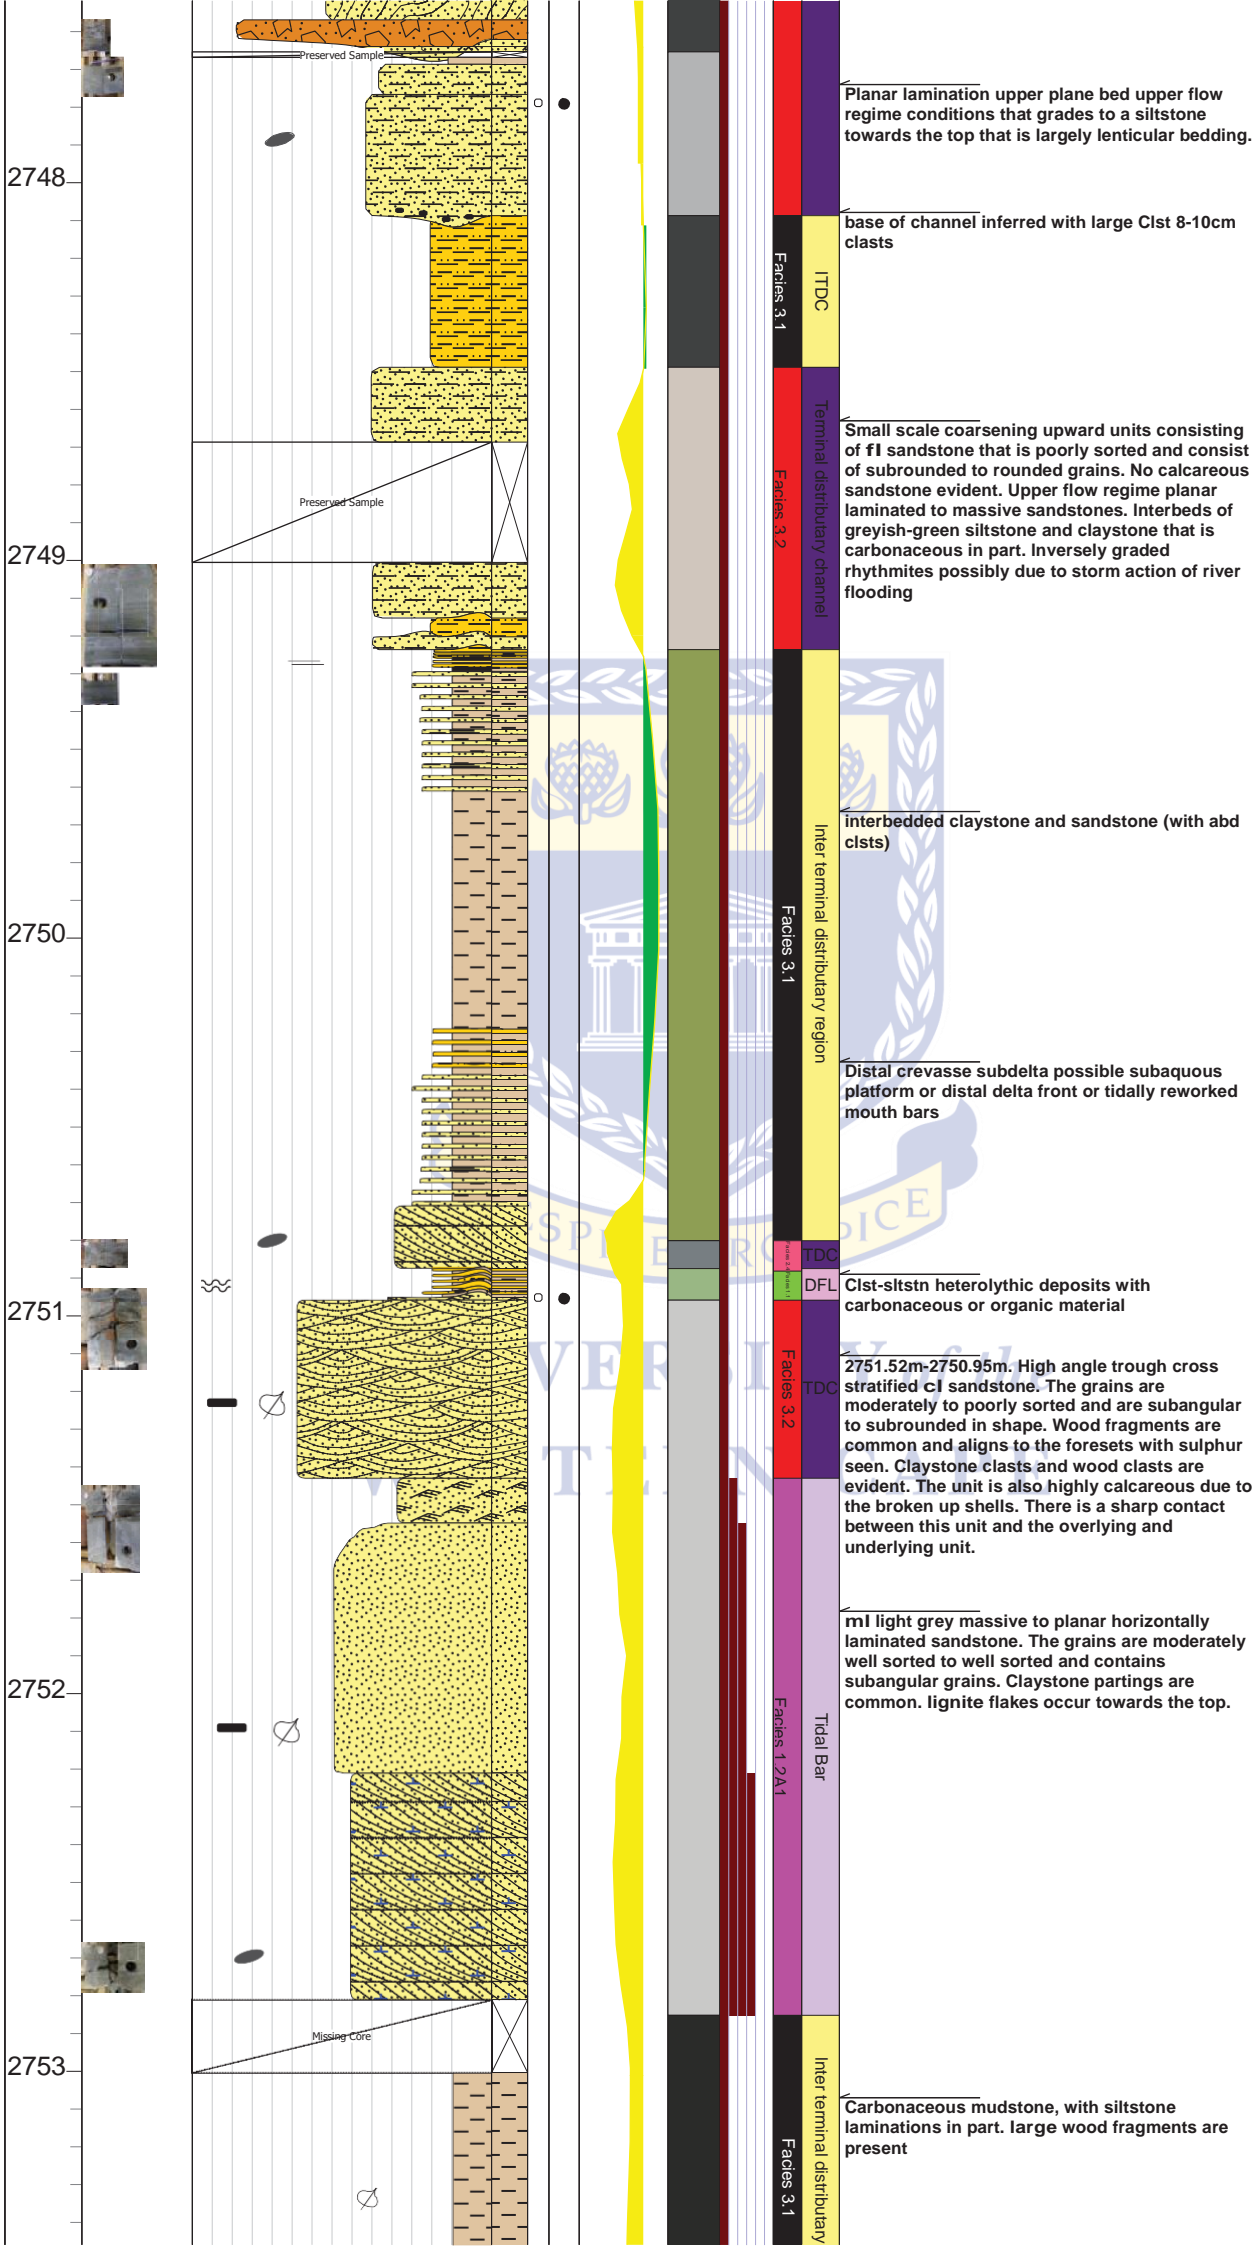 Preserved Sample
Planar lamination upper plane bed upper flow
regime conditions that grades to a siltstone
towards the top that is largely lenticular bedding.
2748
base of channel inferred with large Clst 8-10cm
clasts
Facies 3.1
ITDC
Small scale coarsening upward units consisting
of fl sandstone that is poorly sorted and consist
of subrounded to rounded grains. No calcareous
sandstone evident. Upper flow regime planar
laminated to massive sandstones. Interbeds of
greyish-green siltstone and claystone that is
carbonaceous in part. Inversely graded
rhythmites possibly due to storm action of river
flooding
Preserved Sample
Facies 3.2
Terminal distributary channel
2749
interbedded claystone and sandstone (with abd
clsts)
2750
Facies 3.1
Inter terminal distributary region
Distal crevasse subdelta possible subaquous
platform or distal delta front or tidally reworked
mouth bars
TDC
DFL
Clst-sltstn heterolythic deposits with
carbonaceous or organic material
2751
Facies 3.2
TDC
2751.52m-2750.95m. High angle trough cross
stratified cl sandstone. The grains are
moderately to poorly sorted and are subangular
to subrounded in shape. Wood fragments are
common and aligns to the foresets with sulphur
seen. Claystone clasts and wood clasts are
evident. The unit is also highly calcareous due to
the broken up shells. There is a sharp contact
between this unit and the overlying and
underlying unit.
ml light grey massive to planar horizontally
laminated sandstone. The grains are moderately
well sorted to well sorted and contains
subangular grains. Claystone partings are
common. lignite flakes occur towards the top.
2752
Facies 1.2A1
Tidal Bar
Missing Core
2753
Facies 3.1
Inter terminal distributary
Carbonaceous mudstone, with siltstone
laminations in part. large wood fragments are
present